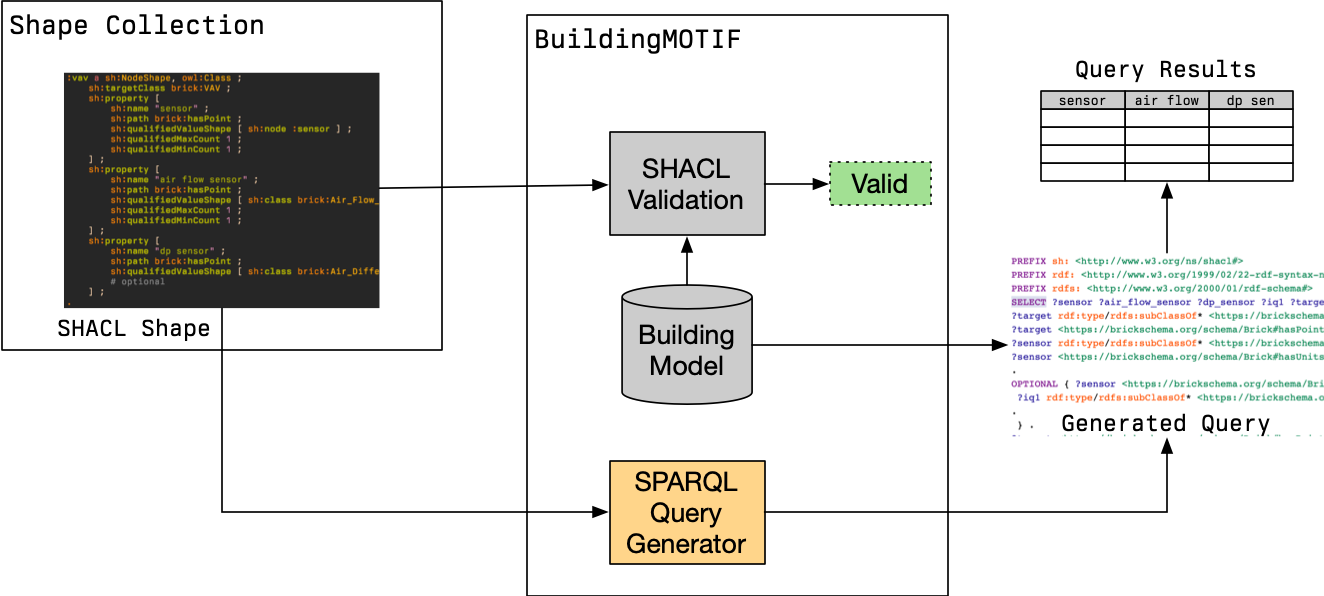 Shape Collection
:vav a sh:NodeShape, owl:Class ;
sh:targetClass brick:VAV ;
sh:property [
sh:name "sensor" ;
sh:path brick:hasPoint ;
sh:qualifiedValueShape [ sh:node :sensor ] ;
sh:qualifiedMaxCount 1 ;
sh:qualifiedMinCount 1 ;
] ;
sh:property [
sh:name "air flow sensor" ;
sh:path brick:hasPoint ;
sh:qualifiedValueShape [ sh:class brick:Air_Flow_
sh:qualifiedMaxCount 1 ;
sh:qualifiedMinCount 1 ;
] ;
sh:property [
sh:name "dp sensor" ;
sh:path brick:hasPoint ;
sh:qualifiedValueShape [ sh:class brick:Air_Diffe
# optional
] ;
.
SHACL Shape
BuildingMOTIF
SHACL
Validation
Valid
Building
Model
SPARQL
Query
Generator
Query Results
sensor air flow dp sen
PREFIX sh: <http://www.w3.org/ns/shacl#>
PREFIX rdf: <http://www.w3.org/1999/02/22-rdf-syntax-n
PREFIX rdfs: <http://www.w3.org/2000/01/rdf-schema#>
SELECT ?sensor ?air_flow_sensor ?dp_sensor ?iq1 ?targe
?target rdf:type/rdfs:subClassOf* <https://brickschema
?target <https://brickschema.org/schema/Brick#hasPoint
?sensor rdf:type/rdfs:subClassOf* <https://brickschema
?sensor <https://brickschema.org/schema/Brick#hasUnits
.
OPTIONAL { ?sensor <https://brickschema.org/schema/Bri
?iq1 rdf:type/rdfs:subClassOf* <https://brickschema.o
.
} .
Generated Query